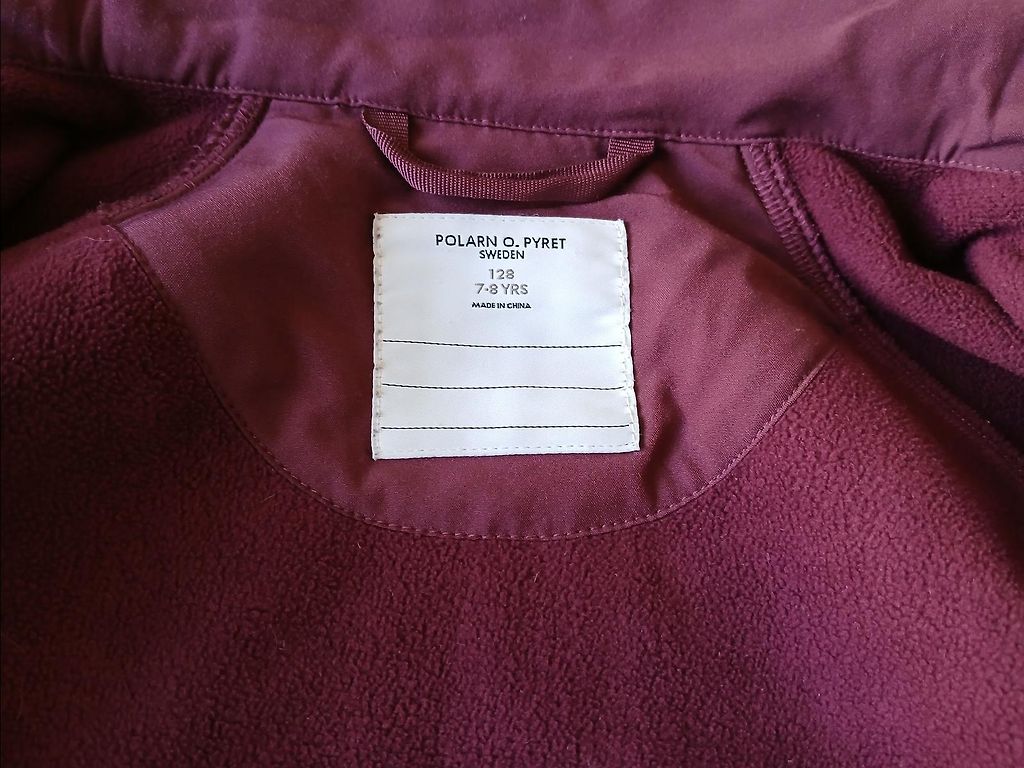 POLARN O. PYRET
SWEDEN
128
7-8 YRS
MADE IN CHINA